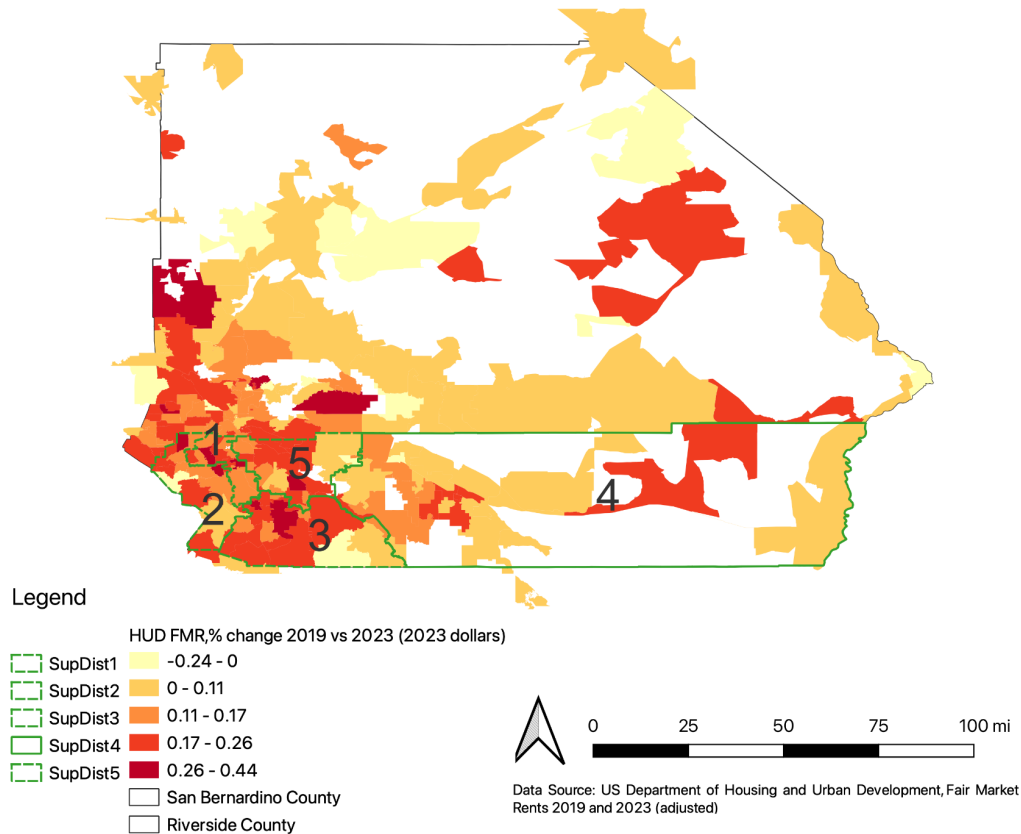 1
5
4
2
3
Legend
HUD FMR,% change 2019 vs 2023 (2023 dollars)
SupDist1
-0.24 - 0
SupDist2
0 - 0.11
SupDist3
0.11 - 0.17
SupDist4
0.17 - 0.26
SupDist5
0.26 - 0.44
San Bernardino County
Riverside County
0 25 50 75 100 mi
Data Source: US Department of Housing and Urban Development, Fair Market
Rents 2019 and 2023 (adjusted)